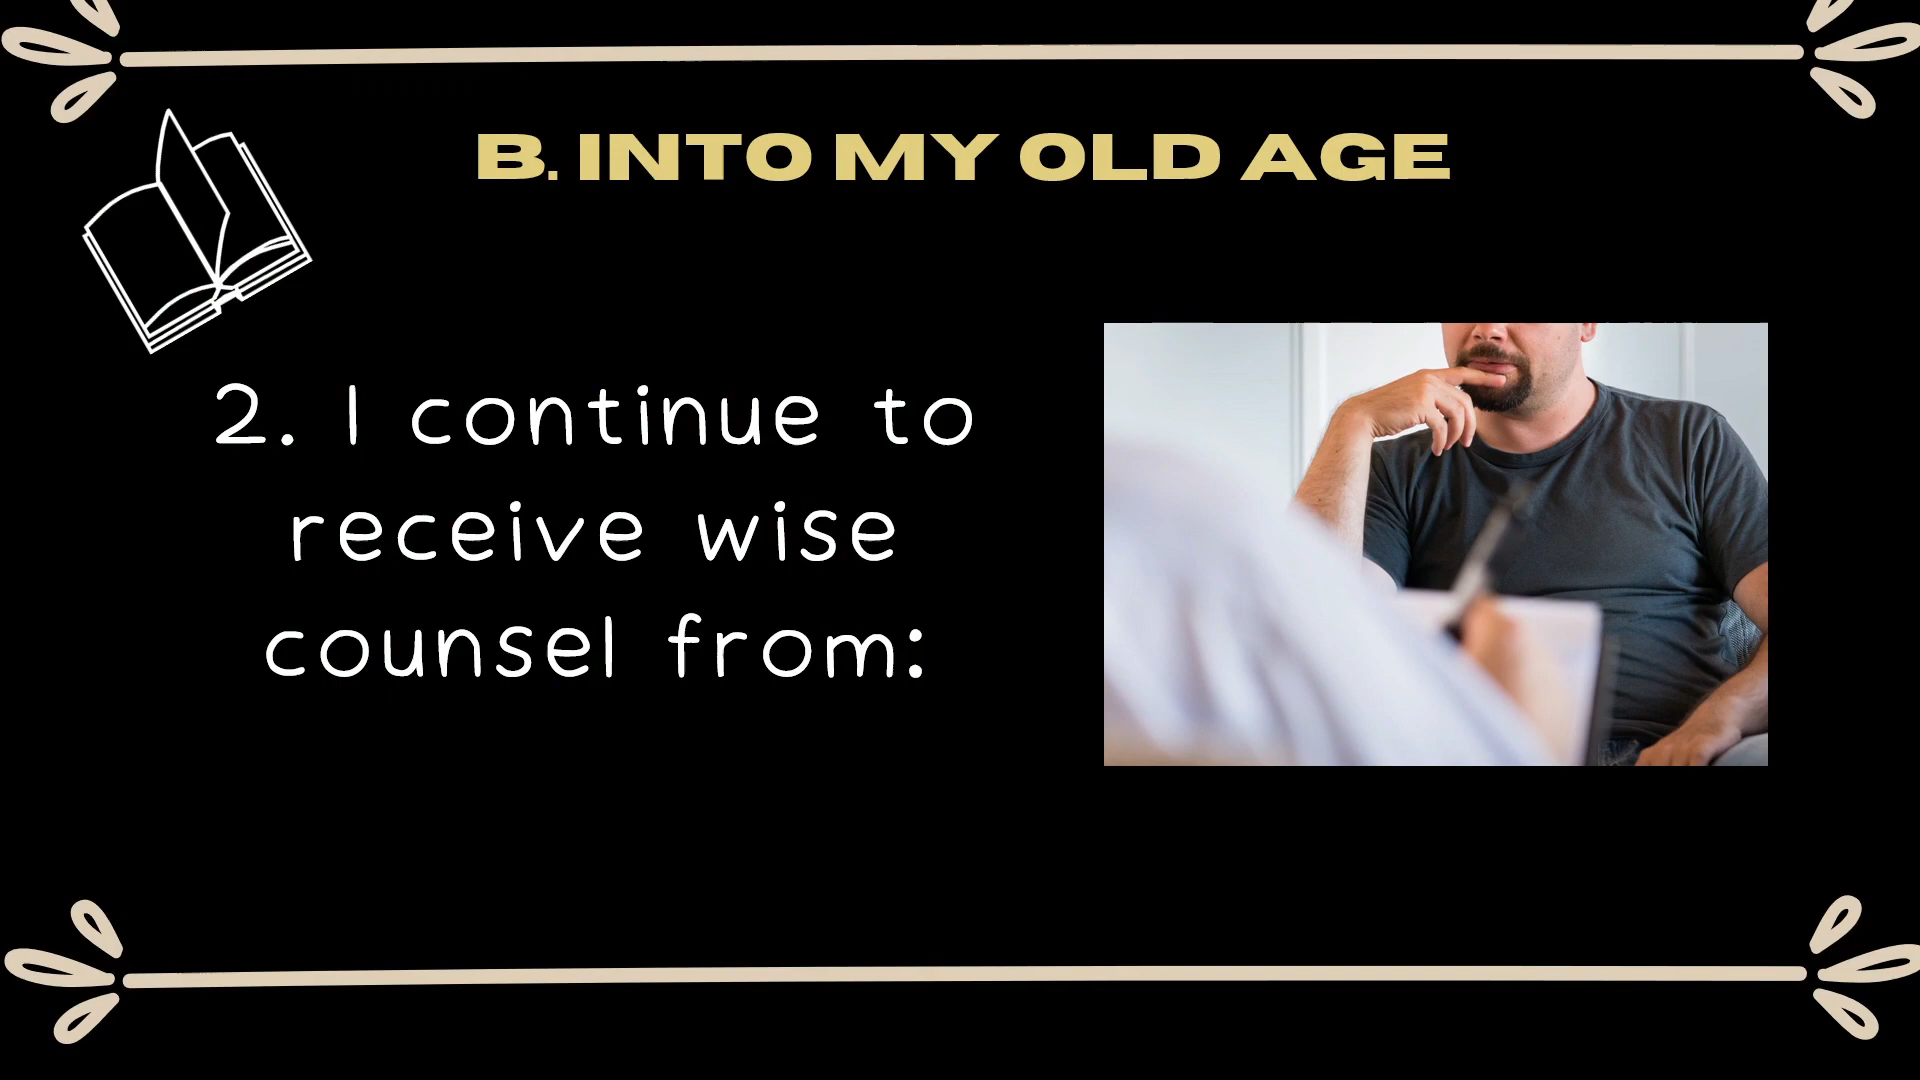 B. INTO MY OLD AGE
2. I continue to
receive wise
counsel from: